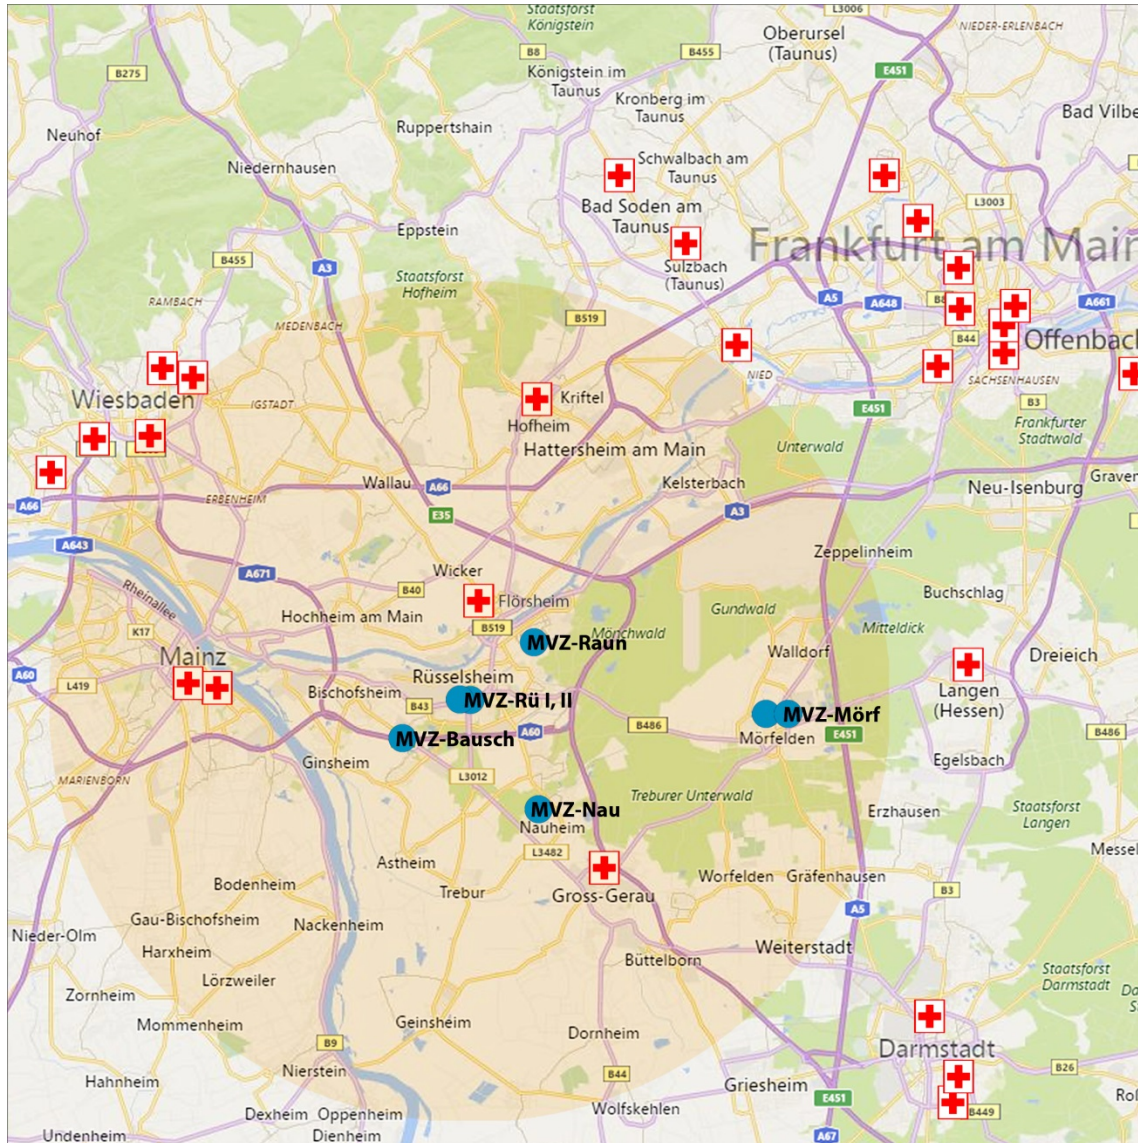 Staatsforst
Königstein
L3006
NIEDER-ERLENBACH
Oberursel
(Taunus)
B8
B455
E451
B275
Königstein im
Taunus
Kronberg im
Taunus
Bad Vilbe
Neuhof
Ruppertshain
Niedernhausen
Schwalbach am
Taunus
L3003
Bad Soden am
Taunus
Eppstein
Frankfurt am Main
B455
A3
Staatsforst
Hofheim
Sulzbach
(Taunus)
RAMBACH
A5
A648
A661
MEDENBACH
B519
B44
Offenbach
NIED
SACHSENHAUSEN
Wiesbaden
IGSTADT
Kriftel
B3
E451
Hofheim
Frankfurter
Stadtwald
Hattersheim am Main
Unterwald
Wallau
A66
Kelsterbach
Graven
Neu-Isenburg
ERBENHEIM
A66
E35
A3
A643
Zeppelinheim
A671
Wicker
B40
Rheinallee
Flörsheim
Buchschlag
Hochheim am Main
Gundwald
K17
B519
Mönchwald
Mitteldick
MVZ-Raun
Walldorf
Dreieich
Mainz
A60
L419
Rüsselsheim
Bischofsheim
B43
MVZ-Rü I, II
Langen
(Hessen)
MVZ-Mörf
B486
MVZ-Bausch
A60
Mörfelden
E451
B486
Ginsheim
Egelsbach
MARIENBORN
L3012
Treburer Unterwald
MVZ-Nau
Erzhausen
Staatsforst
Langen
Nauheim
Astheim
L3482
Messel
Bodenheim
Trebur
Gross-Gerau
Worfelden
Gräfenhausen
B3
Gau-Bischofsheim
Nackenheim
A5
Nieder-Olm
Harxheim
Weiterstadt
Büttelborn
Lörzweiler
Staatsforst
Darmstadt
Zornheim
Mommenheim
Geinsheim
Dornheim
B9
Darmstadt
Nierstein
B26
Hahnheim
B44
Griesheim
E451
Wolfskehlen
B449
Dexheim
Oppenheim
Undenheim
Dienheim
A67